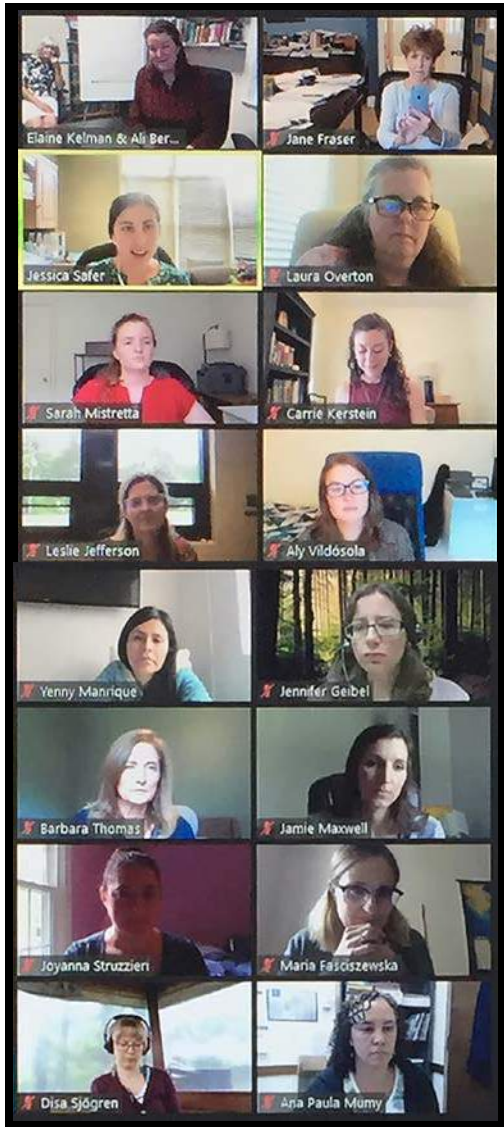 Elaine Kelman & Ali Ber...
Jane Fraser
Jessica Safer
Laura Overton
Sarah Mistretta
Carrie Kerstein
Leslie Jefferson
Aly Vildósola
Yenny Manrique
Jennifer Geibel
Barbara Thomas
Jamie Maxwell
Joyanna Struzzieri
Maria Fasciszewska
Disa Sjögren
Ana Paula Mumy